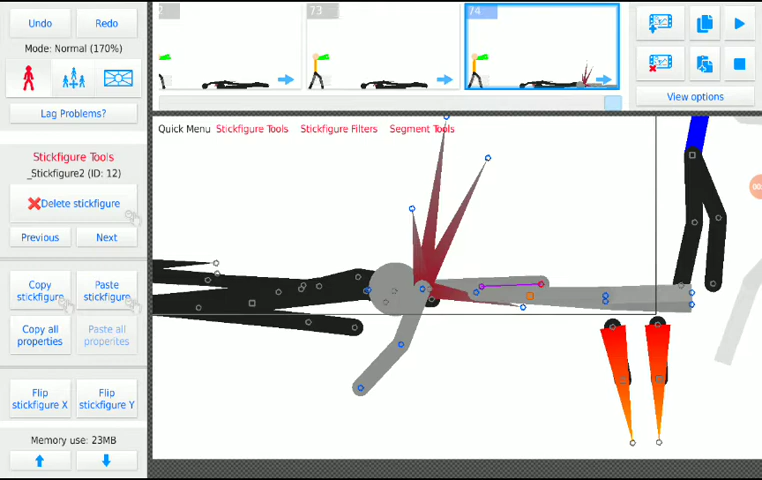 Undo
Redo
Mode: Normal (170%)
Lag Problems?
73
74
View options
Quick Menu
Stickfigure Tools
Stickfigure Filters
Segment Tools
Stickfigure Tools
_Stickfigure2 (ID: 12)
Delete stickfigure
Previous
Next
Copy
stickfigure
Paste
stickfigure
Copy all
properties
Paste all
properites
Flip
stickfigure X
Flip
stickfigure Y
Memory use: 23MB